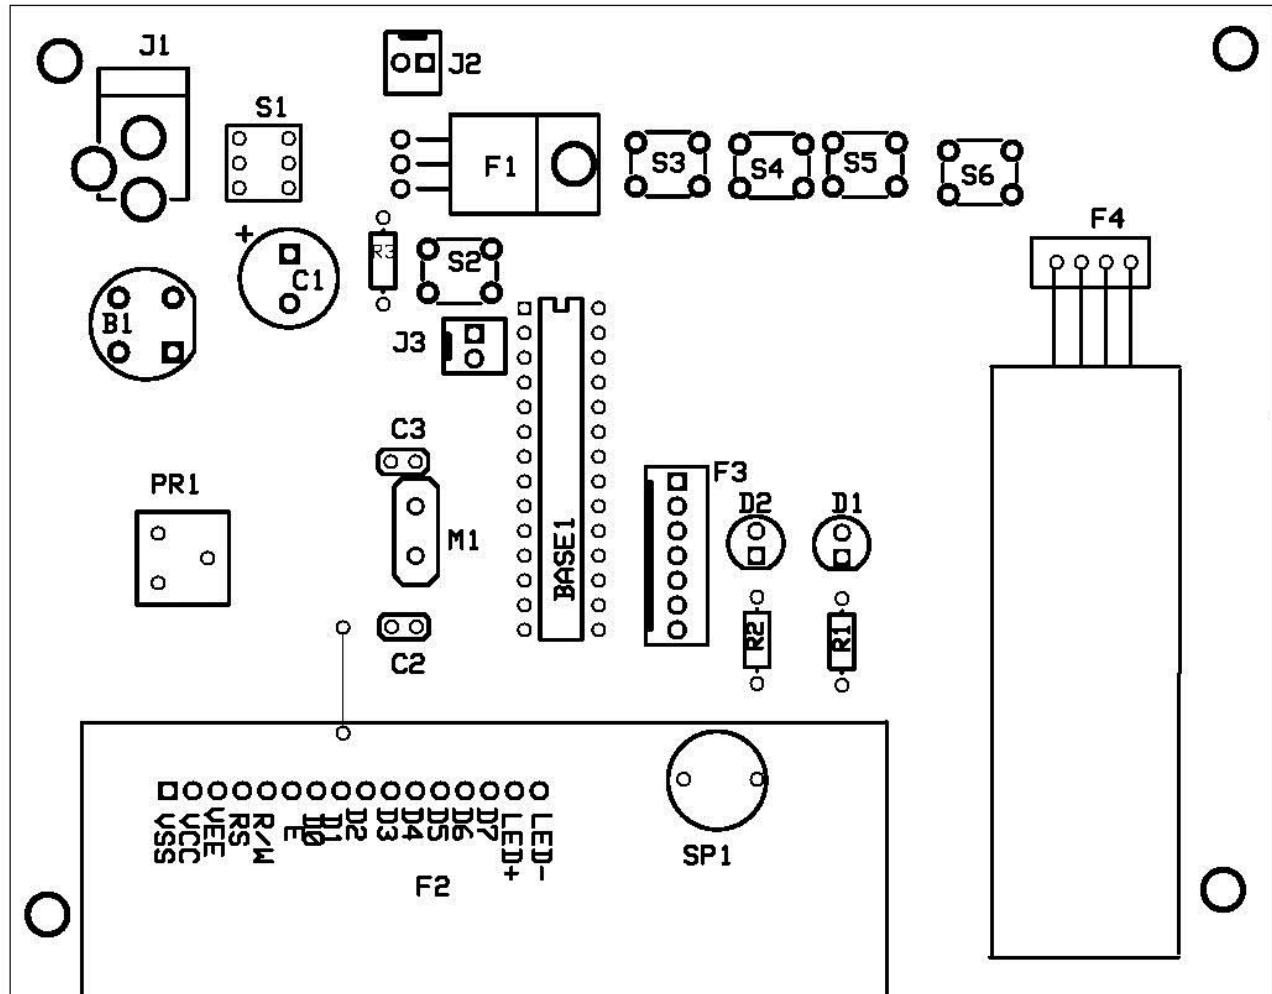 J1
J2
S1
F1
S3
S4
S5
S6
F4
+
R3
S2
C1
B1
J3
C3
F3
PR1
D2
D1
M1
BASE1
R2
R1
C2
VSS
VCC
VEE
RS
R/W
E
D0
D1
D2
D3
D4
D5
D6
D7
LED+
LED-
SP1
F2